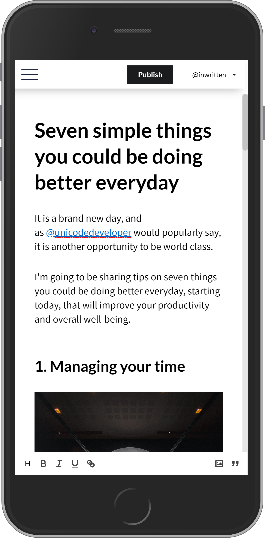 Publish @inwritten
Seven simple things
you could be doing
better everyday
It is a brand new day, and
as @unicodedeveloper would popularly say,
it is another opportunity to be world class.
I'm going to be sharing tips on seven things
you could be doing better everyday, starting
today, that will improve your productivity
and overall well-being.
1. Managing your time
H B I U